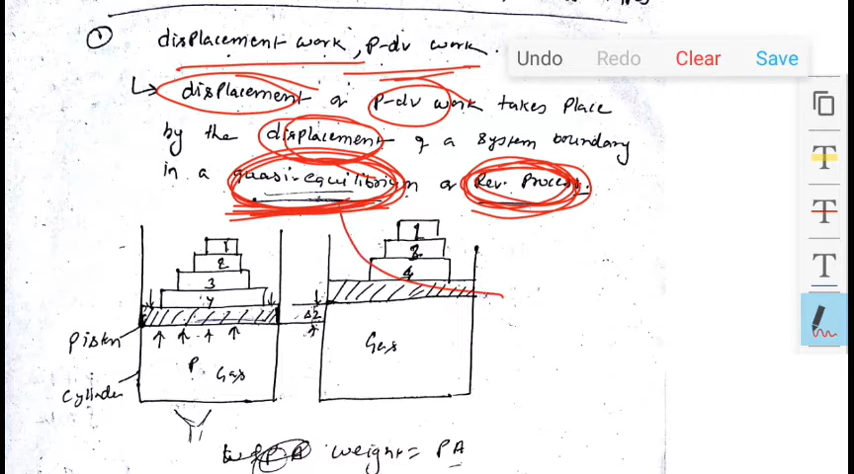 ① displacement work, p-dv work.
Undo Redo Clear Save
↳ displacement or p-dv work takes place
by the displacement of a system boundary
in a quasi-equilibrium or Rev. Process.
1
2
3
4
1
2
4
Δz
Piston
P. Gas
Gas
Cylinder
weight = PA
T
T
T